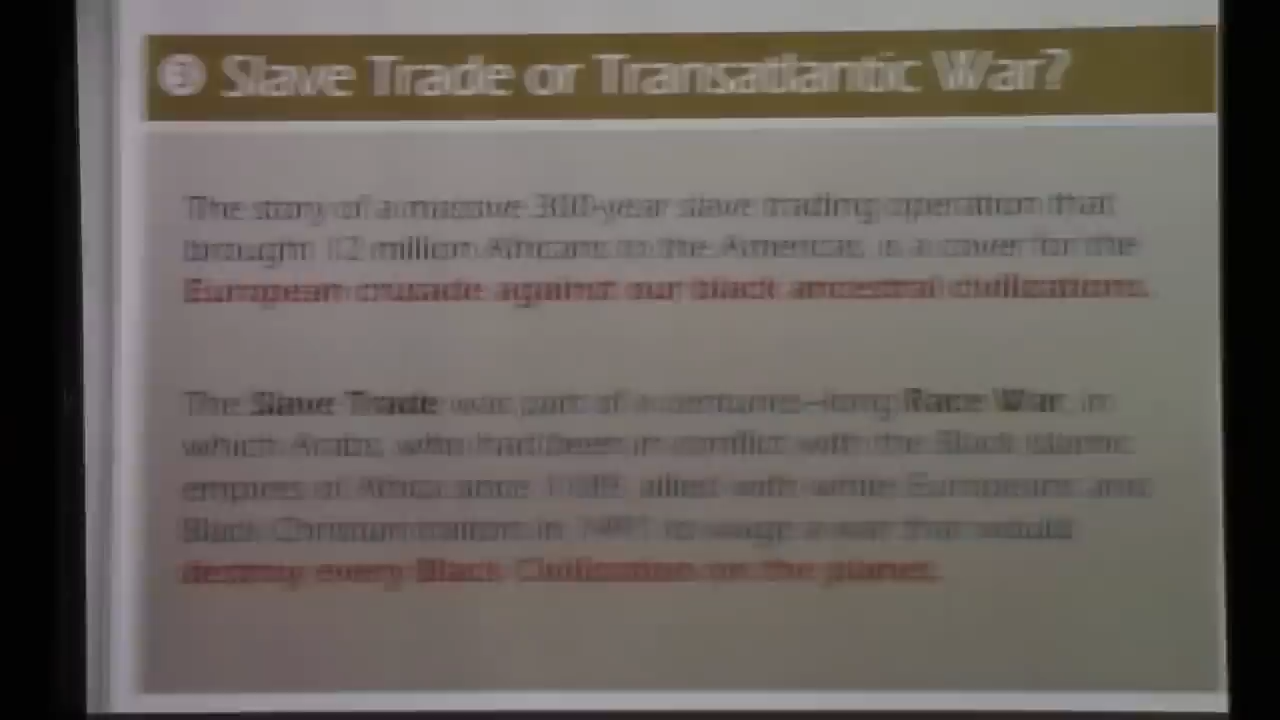 3 Slave Trade or Transatlantic War?
The story of a massive 300-year slave trading operation that
brought 12 million Africans to the Americas, is a cover for the
European crusade against our black ancestral civilizations.
The Slave Trade was part of a centuries-long Race War, in
which Arabs, who had been in conflict with the Black Islamic
empires of Africa since allied with white Europeans and
Black Christian traitors in to wage a war that would
destroy every Black Civilization on the planet.